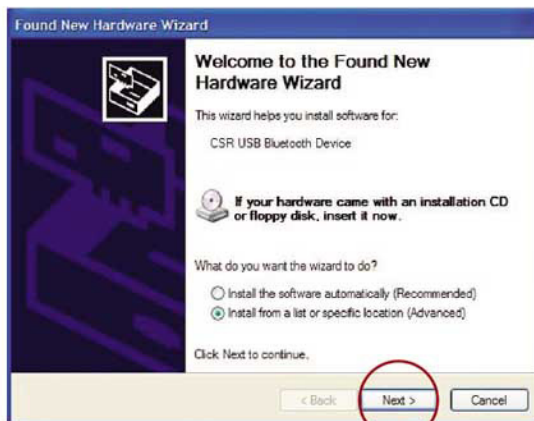 Found New Hardware Wizard
Welcome to the Found New
Hardware Wizard
This wizard helps you install software for:
CSR USB Bluetooth Device
If your hardware came with an installation CD
or floppy disk, insert it now.
What do you want the wizard to do?
Install the software automatically (Recommended)
Install from a list or specific location (Advanced)
Click Next to continue.
< Back
Next >
Cancel